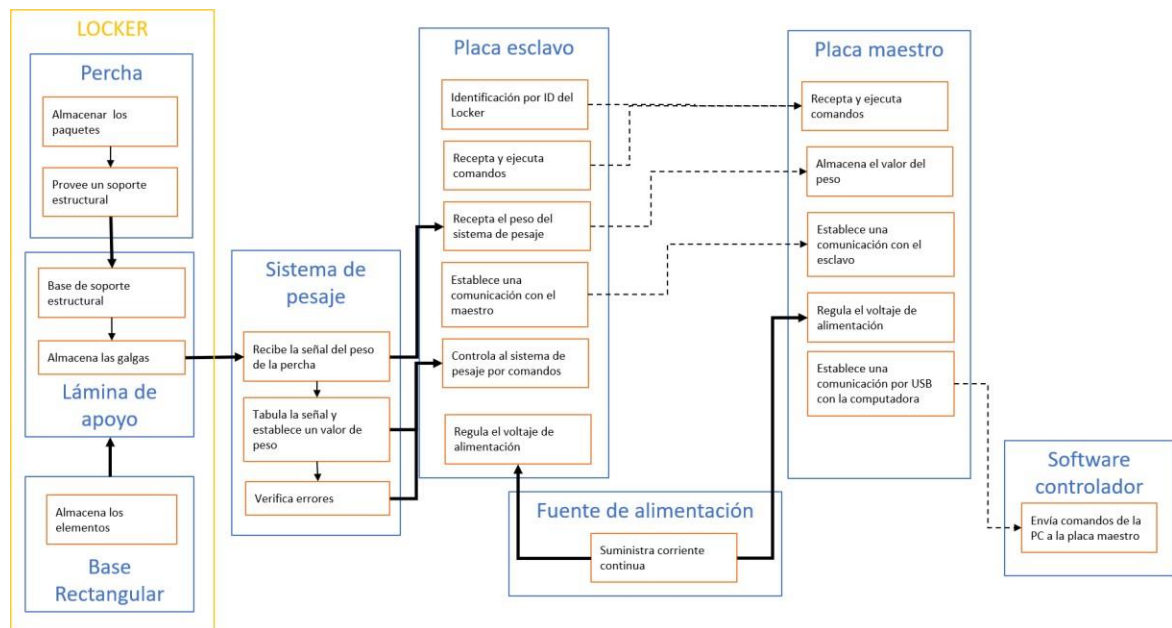 LOCKER
Percha
Almacenar los
paquetes
Provee un soporte
estructural
Base de soporte
estructural
Almacena las galgas
Lámina de
apoyo
Almacena los
elementos
Base
Rectangular
Sistema de
pesaje
Recibe la señal del peso
de la percha
Tabula la señal y
establece un valor de
peso
Verifica errores
Placa esclavo
Identificación por ID del
Locker
Recepta y ejecuta
comandos
Recepta el peso del
sistema de pesaje
Establece una
comunicación con el
maestro
Controla al sistema de
pesaje por comandos
Regula el voltaje de
alimentación
Fuente de alimentación
Suministra corriente
continua
Placa maestro
Recepta y ejecuta
comandos
Almacena el valor del
peso
Establece una
comunicación con el
esclavo
Regula el voltaje de
alimentación
Establece una
comunicación por USB
con la computadora
Software
controlador
Envía comandos de la
PC a la placa maestro